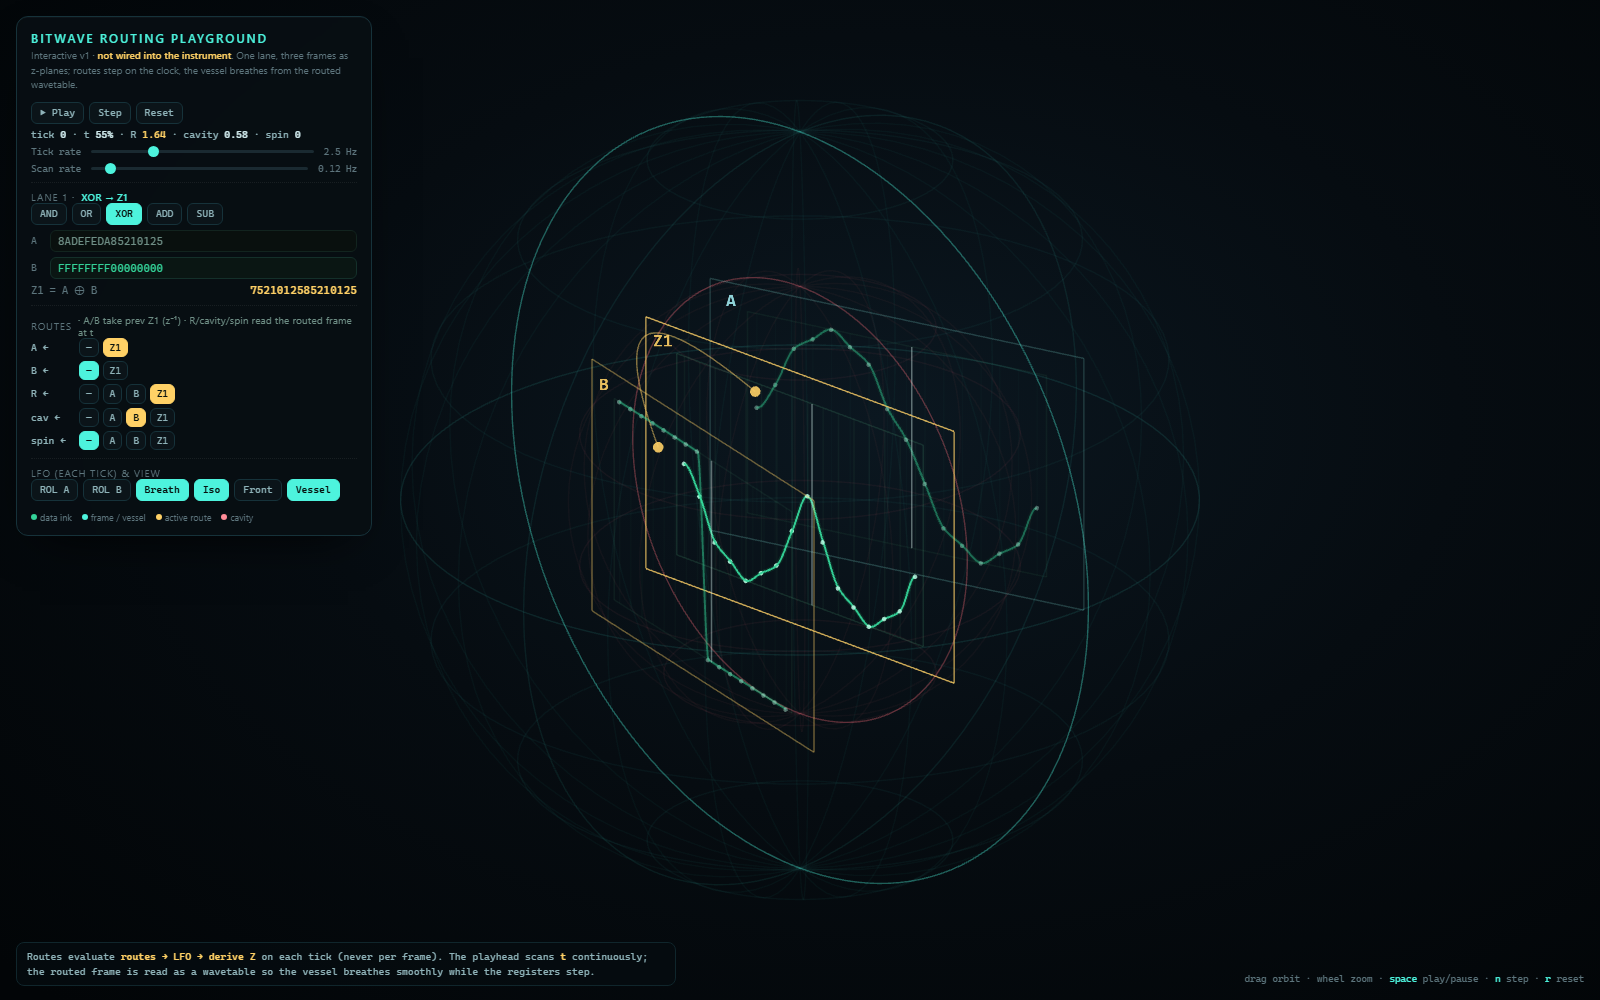 BITWAVE ROUTING PLAYGROUND
Interactive v1 · not wired into the instrument. One lane, three frames as
z-planes; routes step on the clock, the vessel breathes from the routed
wavetable.
▶ Play Step Reset
tick 0 · t 55% · R 1.64 · cavity 0.58 · spin 0
Tick rate 2.5 Hz
Scan rate 0.12 Hz
LANE 1 · XOR → Z1
AND OR XOR ADD SUB
A 8ADEFEDA85210125
B FFFFFFFF00000000
Z1 = A ⊕ B 7521012585210125
ROUTES · A/B take prev Z1 (z⁻¹) · R/cavity/spin read the routed frame
at t
A ← — Z1
B ← — Z1
R ← — A B Z1
cav ← — A B Z1
spin ← — A B Z1
LFO (EACH TICK) & VIEW
ROL A ROL B Breath Iso Front Vessel
data ink frame / vessel active route cavity
A
Z1
B
Routes evaluate routes → LFO → derive Z on each tick (never per frame). The playhead scans t continuously;
the routed frame is read as a wavetable so the vessel breathes smoothly while the registers step.
drag orbit · wheel zoom · space play/pause · n step · r reset